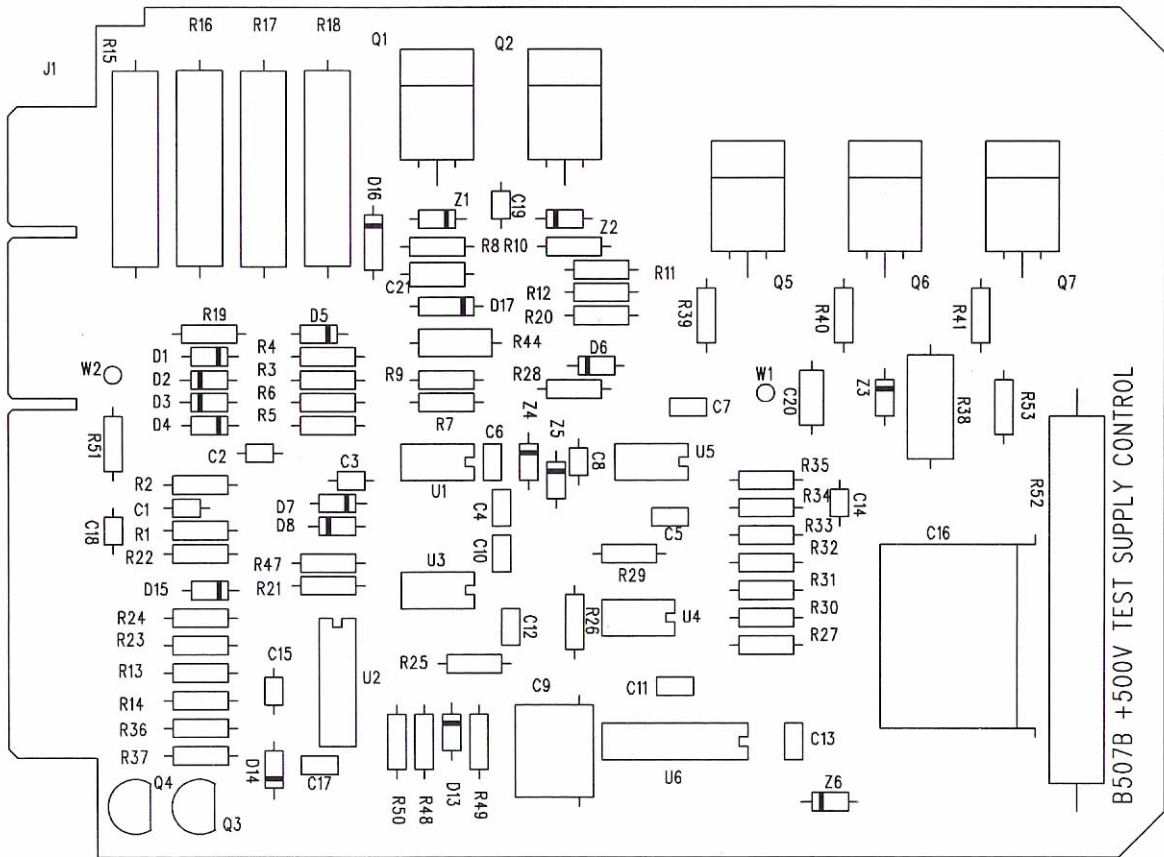 R16 R17 R18
Q1 Q2
R15
J1
D16
Z1
C19
Z2
R8 R10
R11
C21
R12
D17
R20
Q5 Q6 Q7
R39
R40
R41
R19
D5
D1
R4
R44
D6
W2
D2
R3
R9
R28
W1
C20
Z3
R38
R53
D3
R6
D4
R5
R7
C7
R51
C2
C6
Z4
Z5
C8
U5
C3
U1
R2
D7
C4
R35
C1
D8
C5
R34
C14
R52
C18
R1
R33
C16
R22
R47
C10
R32
D15
R21
U3
R29
R31
R24
C12
R26
U4
R30
R23
R27
R13
C15
U2
R25
C9
C11
R14
R36
R37
D14
C17
U6
C13
Q4
Q3
R50
R48
D13
R49
Z6
B507B +500V TEST SUPPLY CONTROL